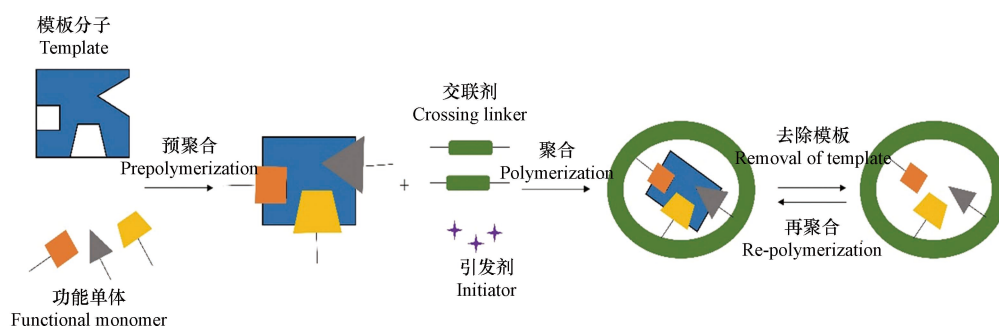 模板分子
Template
预聚合
Prepolymerization
功能单体
Functional monomer
+
交联剂
Crossing linker
引发剂
Initiator
聚合
Polymerization
去除模板
Removal of template
再聚合
Re-polymerization